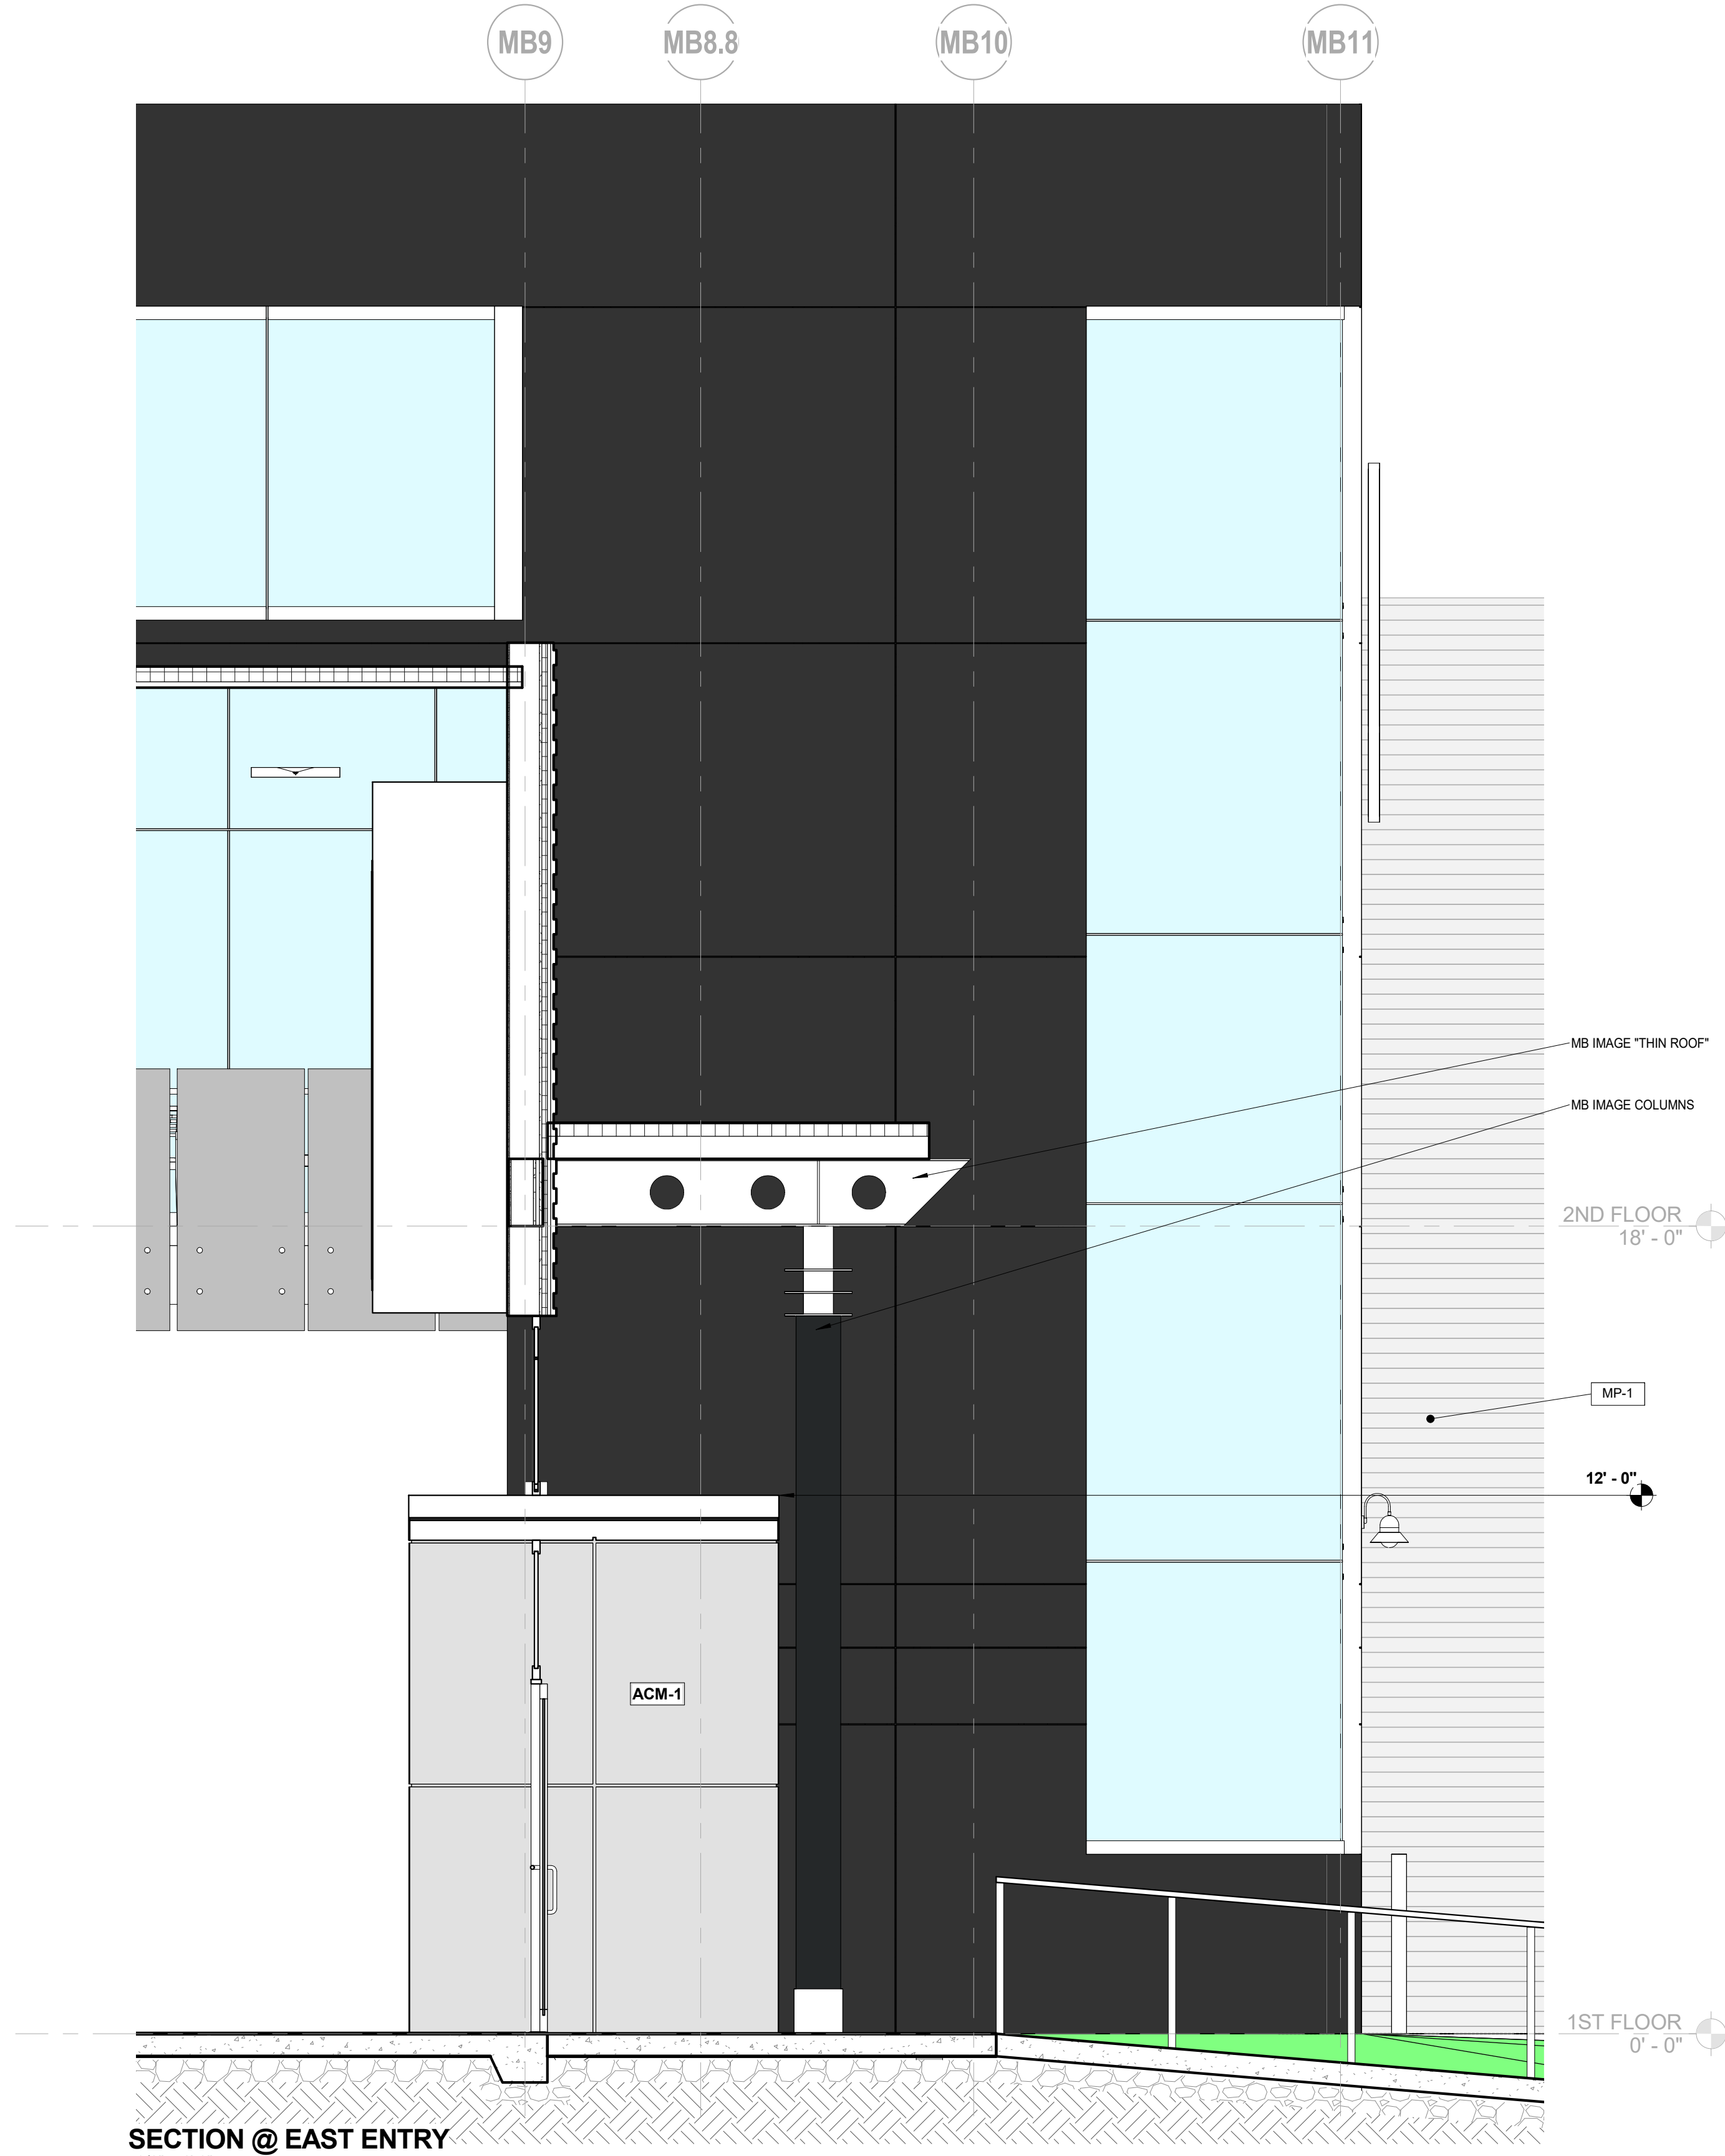 MB9
MB8.8
MB10
MB11
MB IMAGE "THIN ROOF"
MB IMAGE COLUMNS
2ND FLOOR
18' - 0"
MP-1
12' - 0"
ACM-1
1ST FLOOR
0' - 0"
SECTION @ EAST ENTRY